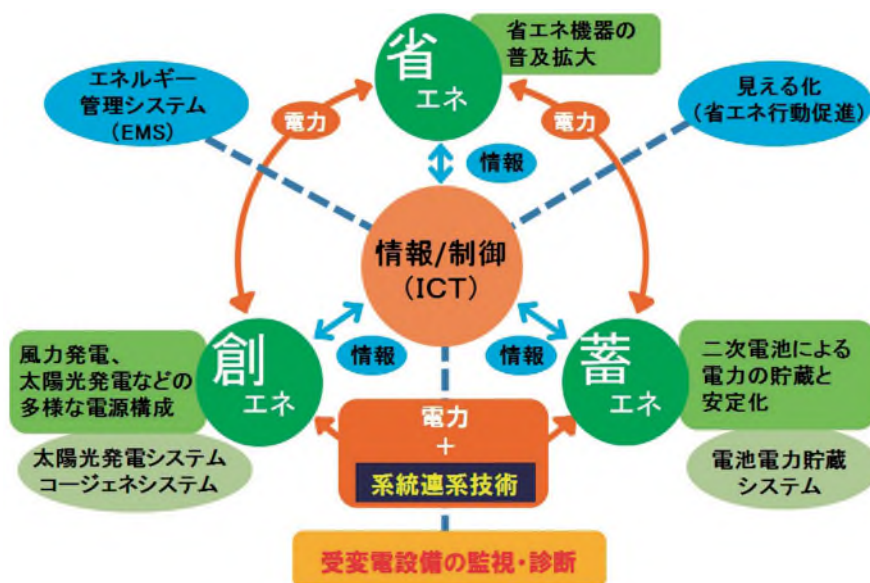 省エネ
省エネ機器の
普及拡大
エネルギー
管理システム
(EMS)
見える化
(省エネ行動促進)
電力
電力
情報
情報/制御
(ICT)
情報
情報
創エネ
風力発電、
太陽光発電などの
多様な電源構成
太陽光発電システム
コージェネシステム
蓄エネ
二次電池による
電力の貯蔵と
安定化
電池電力貯蔵
システム
電力
+
系統連系技術
受変電設備の監視・診断